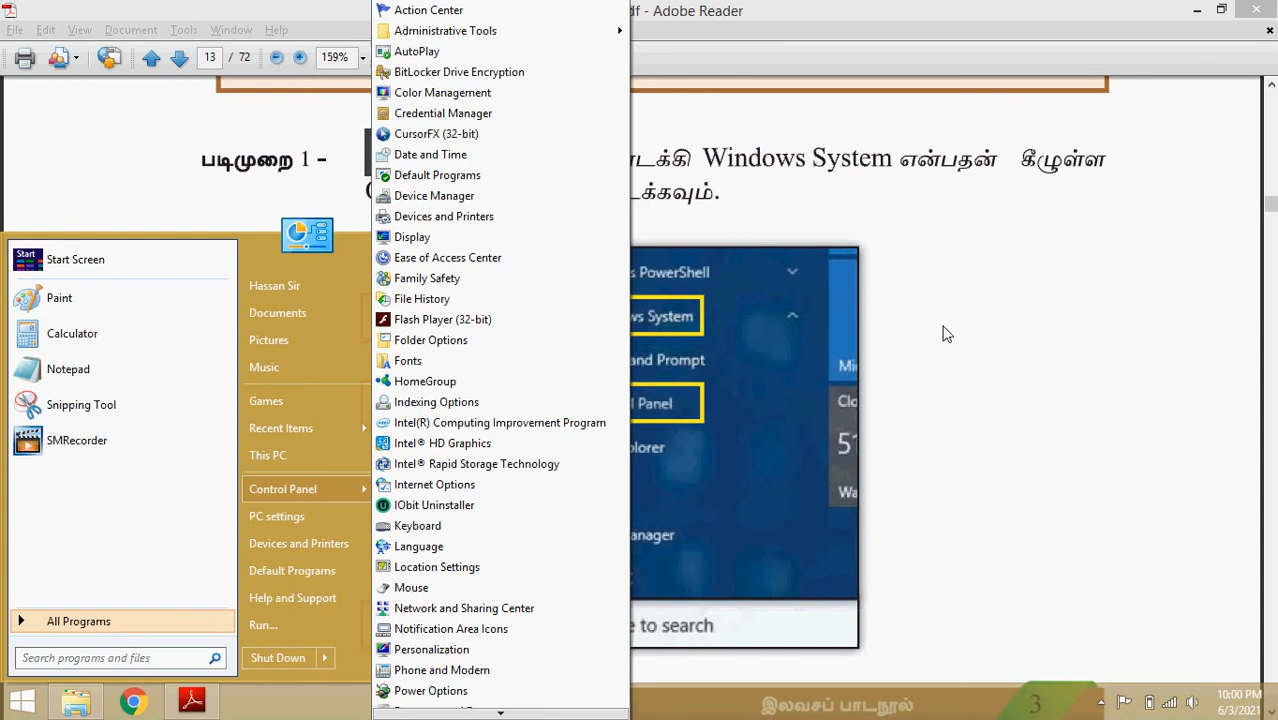 df - Adobe Reader
File Edit View Document Tools Window Help
13 / 72 159%
படிமுறை 1 –
டக்கி Windows System என்பதன் கீழுள்ள
டக்கவும்.
Start Screen
Paint
Calculator
Notepad
Snipping Tool
SMRecorder
All Programs
Search programs and files
Hassan Sir
Documents
Pictures
Music
Games
Recent Items
This PC
Control Panel
PC settings
Devices and Printers
Default Programs
Help and Support
Run...
Shut Down
Action Center
Administrative Tools
AutoPlay
BitLocker Drive Encryption
Color Management
Credential Manager
CursorFX (32-bit)
Date and Time
Default Programs
Device Manager
Devices and Printers
Display
Ease of Access Center
Family Safety
File History
Flash Player (32-bit)
Folder Options
Fonts
HomeGroup
Indexing Options
Intel(R) Computing Improvement Program
Intel® HD Graphics
Intel® Rapid Storage Technology
Internet Options
IObit Uninstaller
Keyboard
Language
Location Settings
Mouse
Network and Sharing Center
Notification Area Icons
Personalization
Phone and Modem
Power Options
s PowerShell
ws System
and Prompt
l Panel
plorer
anager
e to search
Mi
Clo
51
Wa
இலவசப் பாடநூல்
3
10:00 PM
6/3/2021